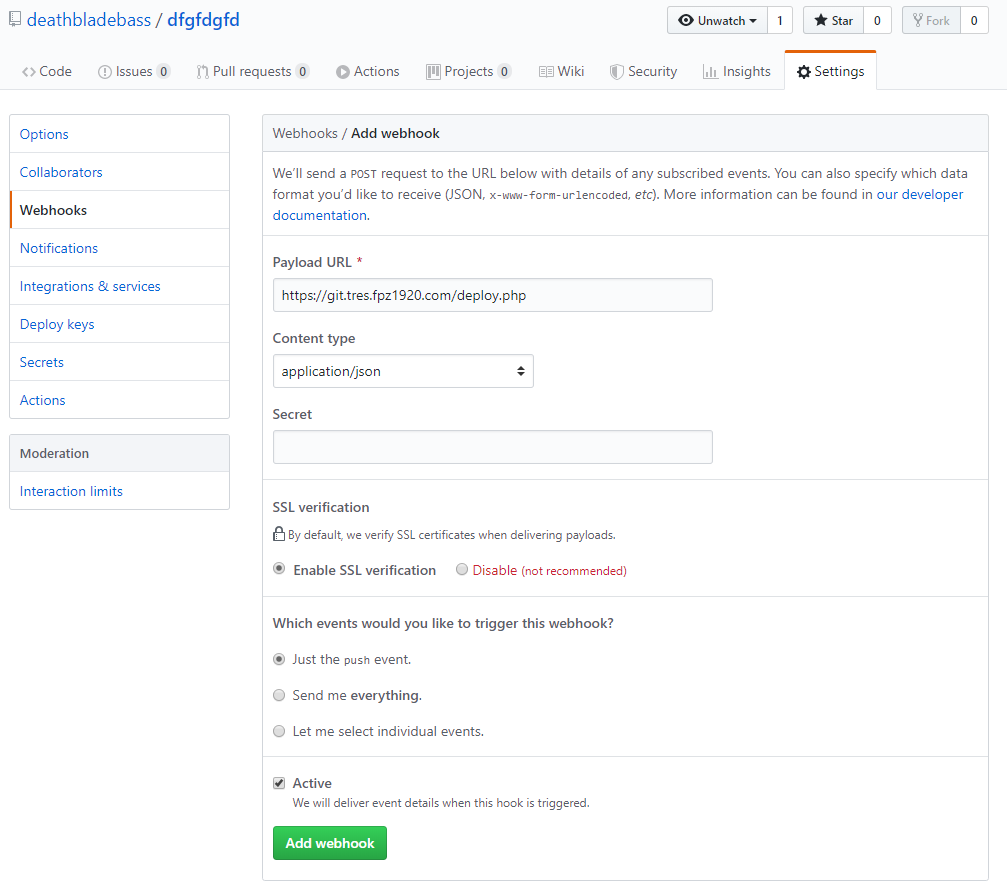 deathbladebass / dfgfdgfd
Unwatch 1 Star 0 Fork 0
Code Issues 0 Pull requests 0 Actions Projects 0 Wiki Security Insights Settings
Options
Collaborators
Webhooks
Notifications
Integrations & services
Deploy keys
Secrets
Actions
Moderation
Interaction limits
Webhooks / Add webhook
We’ll send a POST request to the URL below with details of any subscribed events. You can also specify which data
format you’d like to receive (JSON, x-www-form-urlencoded, etc). More information can be found in our developer
documentation.
Payload URL *
https://git.tres.fpz1920.com/deploy.php
Content type
application/json
Secret
SSL verification
By default, we verify SSL certificates when delivering payloads.
Enable SSL verification Disable (not recommended)
Which events would you like to trigger this webhook?
Just the push event.
Send me everything.
Let me select individual events.
Active
We will deliver event details when this hook is triggered.
Add webhook